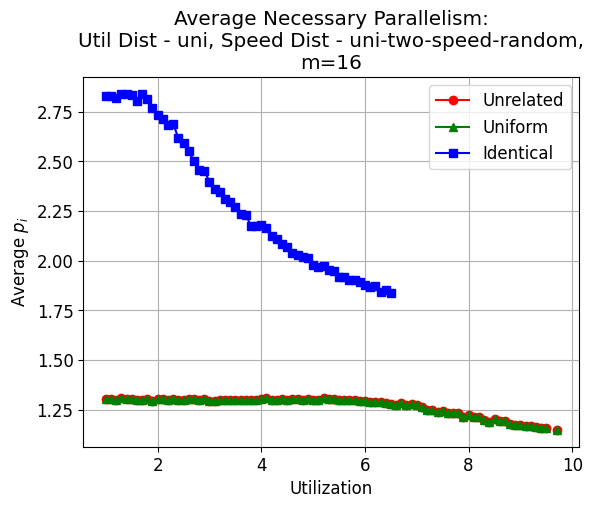 Average Necessary Parallelism:
Util Dist - uni, Speed Dist - uni-two-speed-random,
m=16
Unrelated
Uniform
Identical
2.75
2.50
2.25
2.00
1.75
1.50
1.25
Average pᵢ
2 4 6 8 10
Utilization